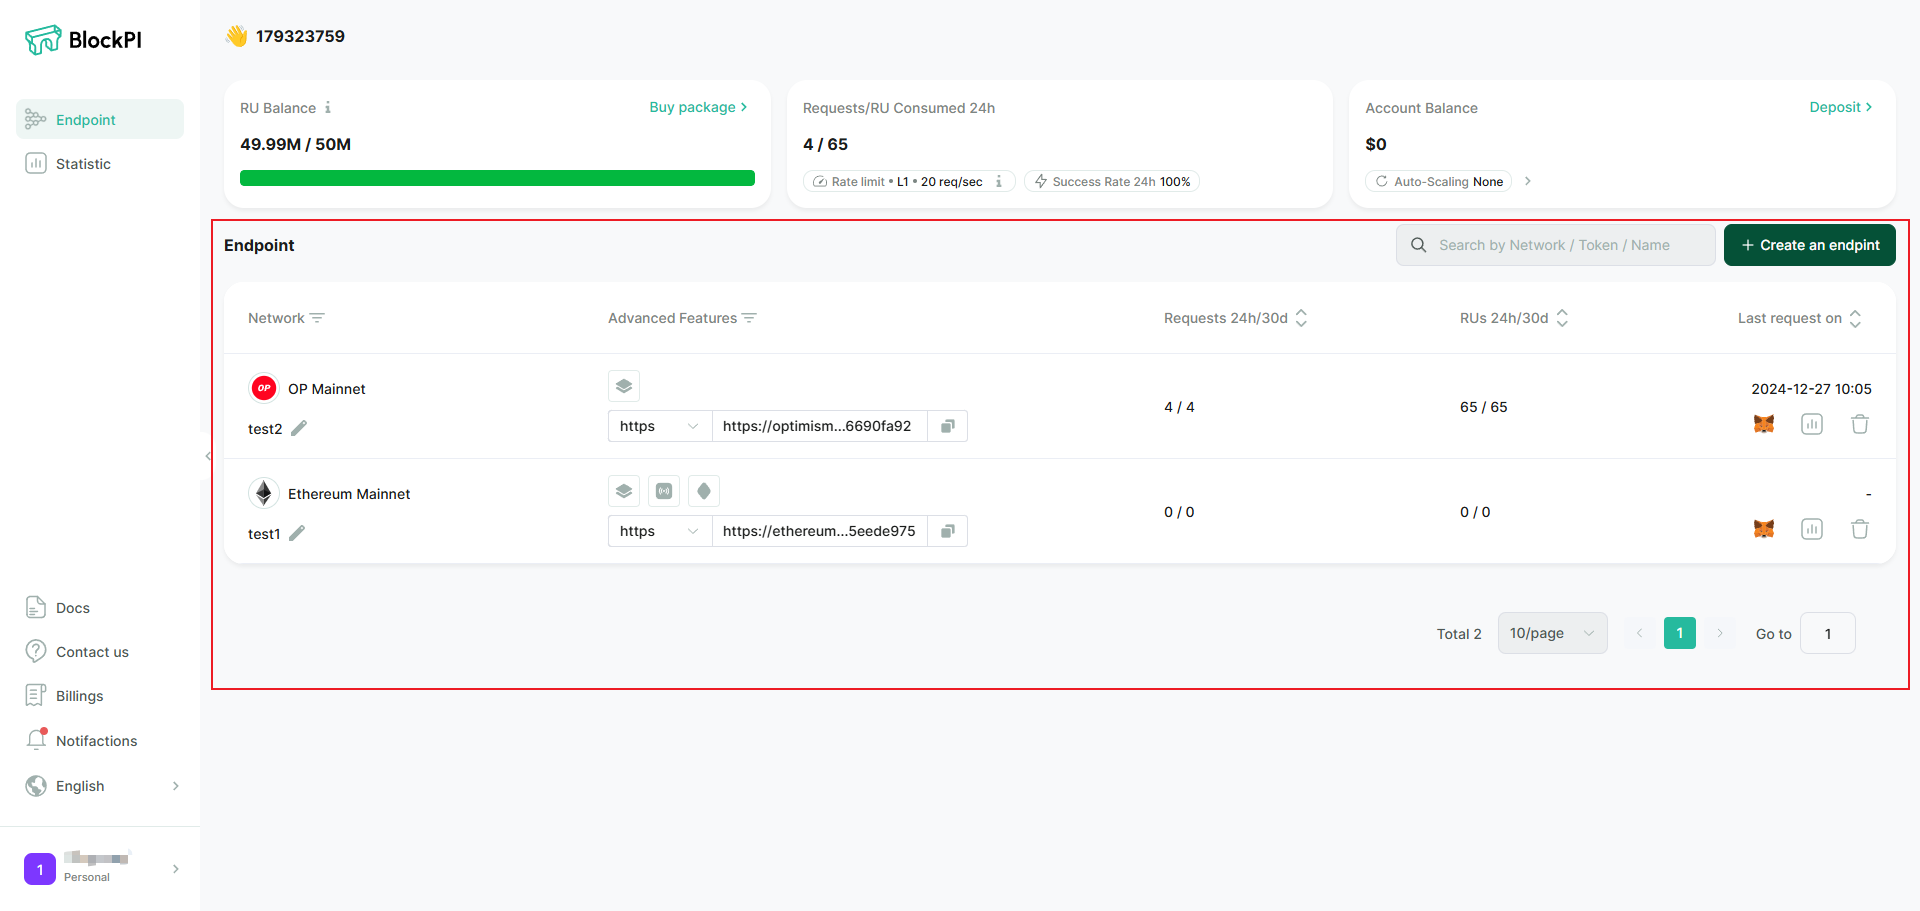 BlockPI
Endpoint
Statistic
Docs
Contact us
Billings
Notifactions
English
1
Personal
179323759
RU Balance
Buy package
49.99M / 50M
Requests/RU Consumed 24h
4 / 65
Rate limit • L1 • 20 req/sec
Success Rate 24h 100%
Account Balance
Deposit
$0
Auto-Scaling None
Endpoint
Search by Network / Token / Name
+ Create an endpint
Network
Advanced Features
Requests 24h/30d
RUs 24h/30d
Last request on
OP
OP Mainnet
test2
https
https://optimism...6690fa92
4 / 4
65 / 65
2024-12-27 10:05
Ethereum Mainnet
test1
https
https://ethereum...5eede975
0 / 0
0 / 0
-
Total 2
10/page
1
Go to
1